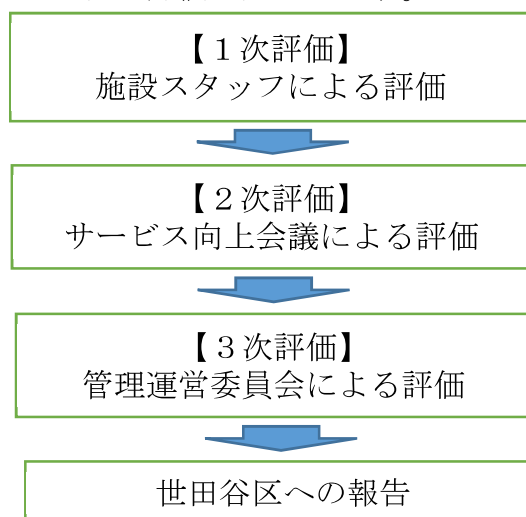 【１次評価】
施設スタッフによる評価
【２次評価】
サービス向上会議による評価
【３次評価】
管理運営委員会による評価
世田谷区への報告